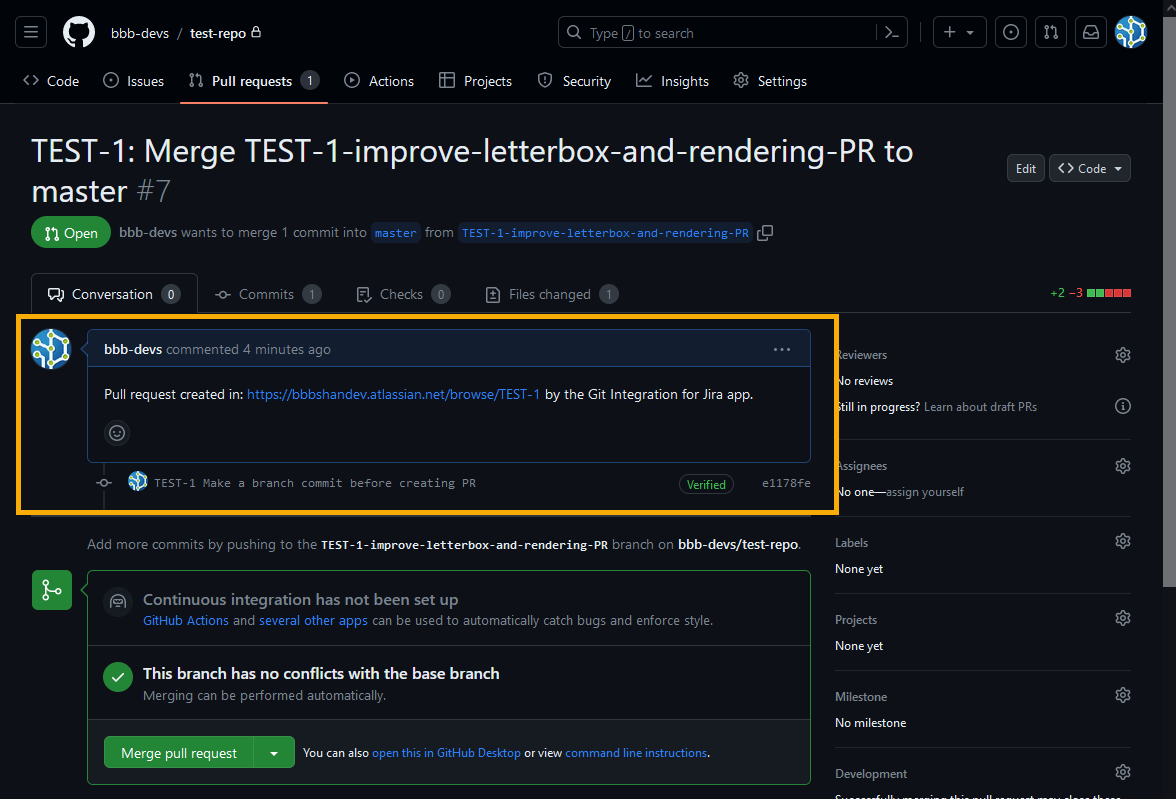 bbb-devs / test-repo
Type / to search
Code
Issues
Pull requests 1
Actions
Projects
Security
Insights
Settings
TEST-1: Merge TEST-1-improve-letterbox-and-rendering-PR to
master #7
Edit
<> Code
Open
bbb-devs wants to merge 1 commit into master from TEST-1-improve-letterbox-and-rendering-PR
Conversation 0
Commits 1
Checks 0
Files changed 1
+2 −3
bbb-devs commented 4 minutes ago
Pull request created in: https://bbbshandev.atlassian.net/browse/TEST-1 by the Git Integration for Jira app.
TEST-1 Make a branch commit before creating PR
Verified
e1178fe
Add more commits by pushing to the TEST-1-improve-letterbox-and-rendering-PR branch on bbb-devs/test-repo.
Continuous integration has not been set up
GitHub Actions and several other apps can be used to automatically catch bugs and enforce style.
This branch has no conflicts with the base branch
Merging can be performed automatically.
Merge pull request
You can also open this in GitHub Desktop or view command line instructions.
Reviewers
No reviews
Still in progress? Learn about draft PRs
Assignees
No one—assign yourself
Labels
None yet
Projects
None yet
Milestone
No milestone
Development
Successfully merging this pull request may close these